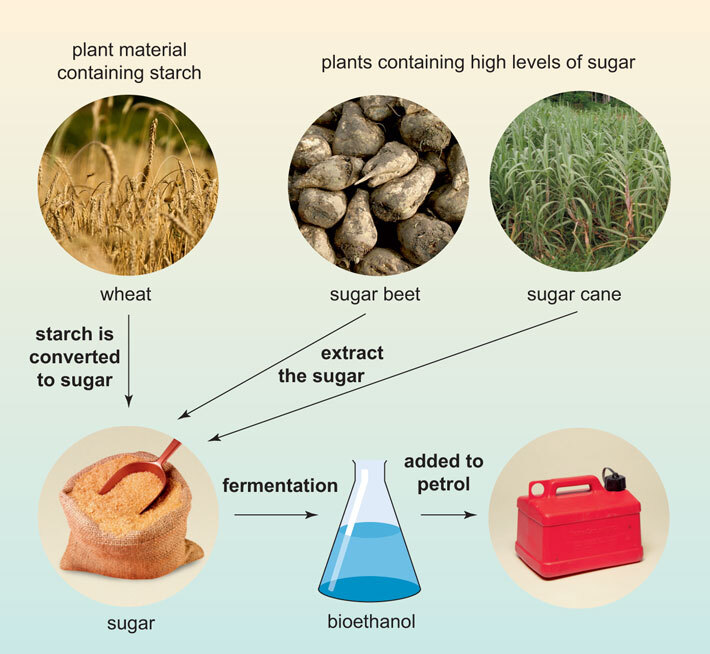 plant material
containing starch
plants containing high levels of sugar
wheat
sugar beet
sugar cane
starch is
converted
to sugar
extract
the sugar
fermentation
added to
petrol
sugar
bioethanol